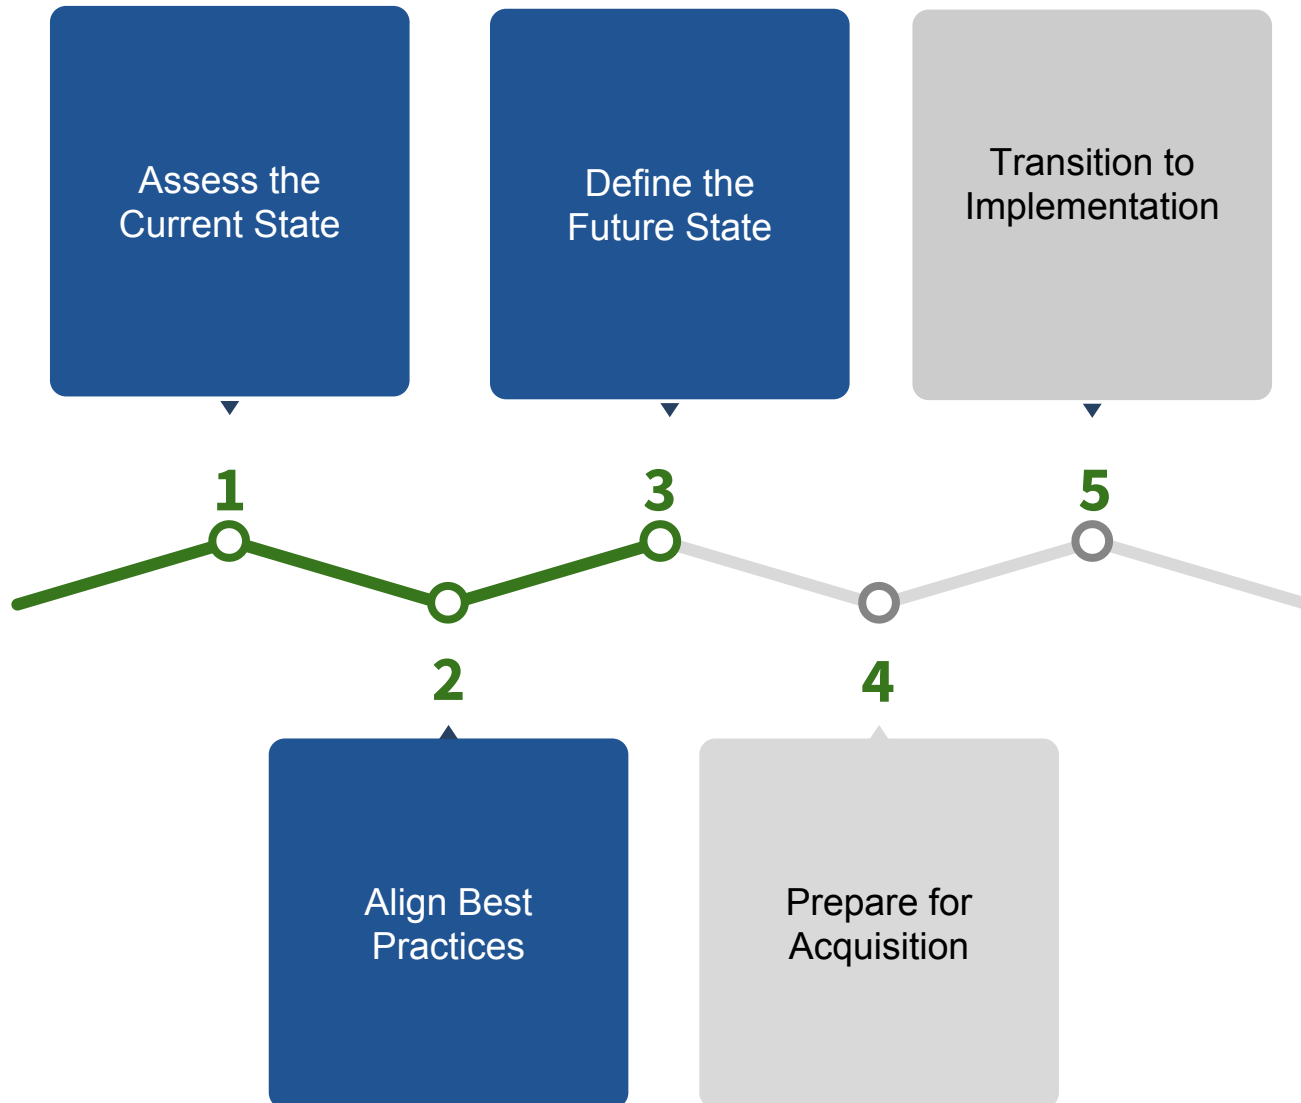 Assess the
Current State
Define the
Future State
Transition to
Implementation
1
3
5
2
4
Align Best
Practices
Prepare for
Acquisition